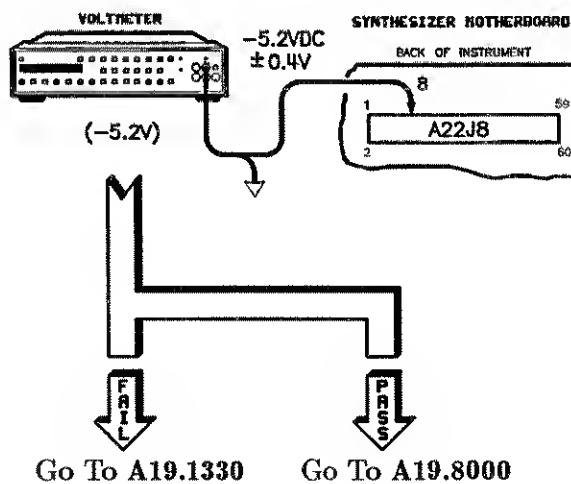 VOLTMETER
-5.2VDC
±0.4V
(-5.2V)
SYNTHESIZER MOTHERBOARD
BACK OF INSTRUMENT
8
1
59
A22J8
2
60
FAIL
PASS
Go To A19.1330
Go To A19.8000